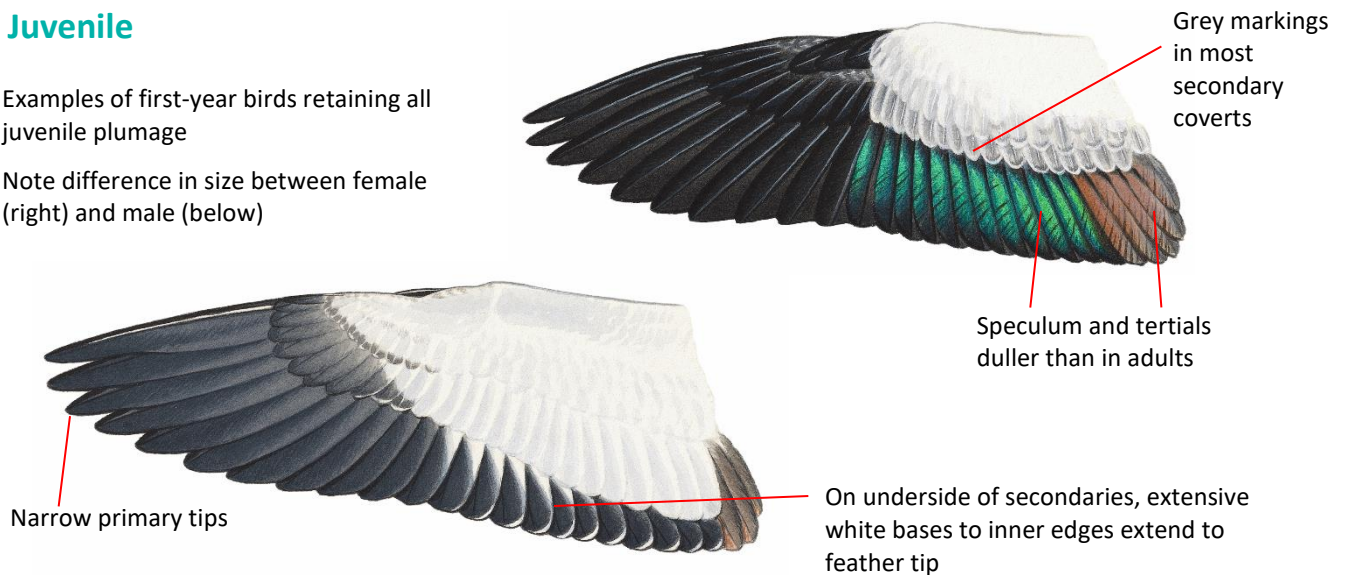 Juvenile
Examples of first-year birds retaining all
juvenile plumage
Note difference in size between female
(right) and male (below)
Grey markings
in most
secondary
coverts
Speculum and tertials
duller than in adults
Narrow primary tips
On underside of secondaries, extensive
white bases to inner edges extend to
feather tip